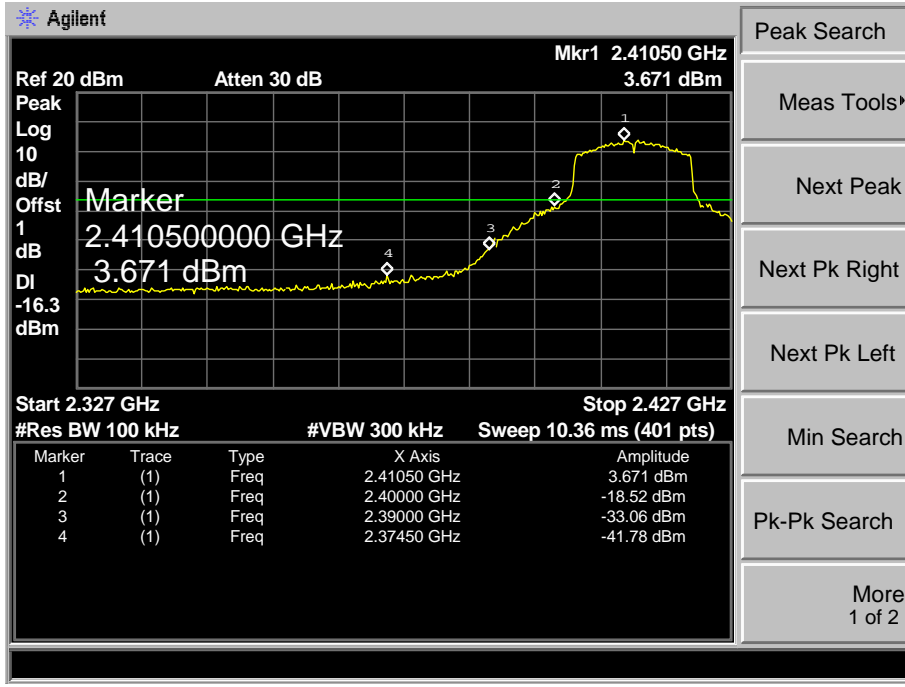 Agilent
Peak Search
Mkr1 2.41050 GHz
Ref 20 dBm Atten 30 dB 3.671 dBm
Peak
Log
10
dB/
Offst
1
dB
DI
-16.3
dBm
1
2
3
4
Marker
2.410500000 GHz
3.671 dBm
Start 2.327 GHz Stop 2.427 GHz
#Res BW 100 kHz #VBW 300 kHz Sweep 10.36 ms (401 pts)
Marker Trace Type X Axis Amplitude
1 (1) Freq 2.41050 GHz 3.671 dBm
2 (1) Freq 2.40000 GHz -18.52 dBm
3 (1) Freq 2.39000 GHz -33.06 dBm
4 (1) Freq 2.37450 GHz -41.78 dBm
Meas Tools
Next Peak
Next Pk Right
Next Pk Left
Min Search
Pk-Pk Search
More
1 of 2